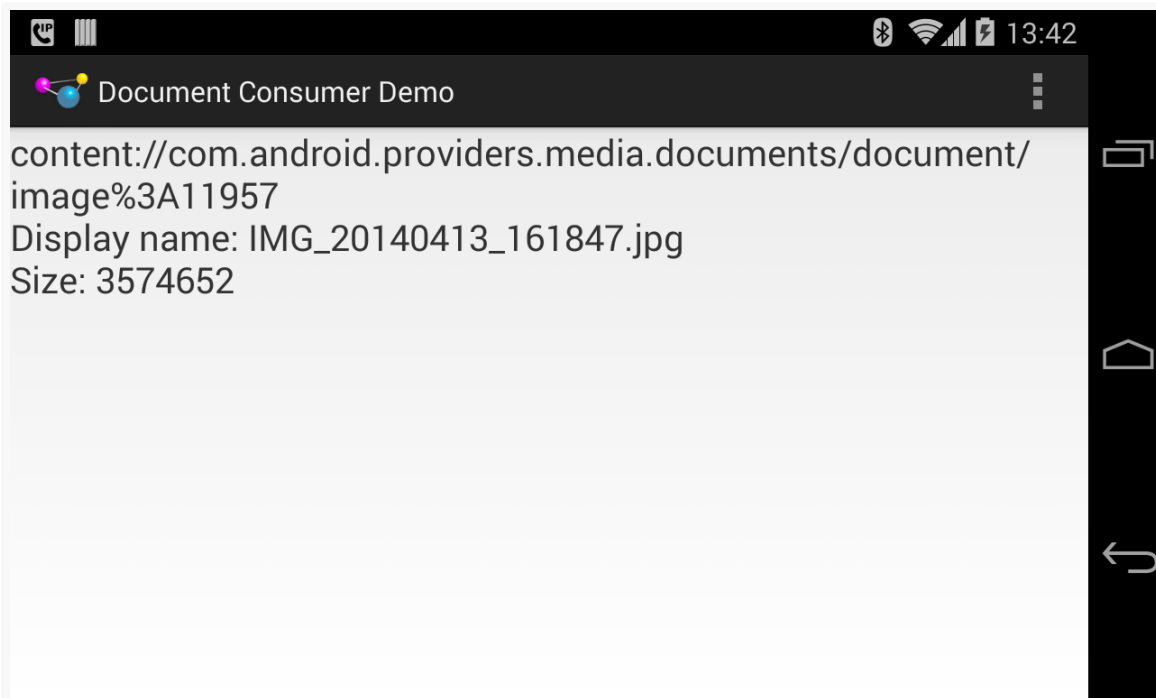 IP
13:42
Document Consumer Demo
content://com.android.providers.media.documents/document/
image%3A11957
Display name: IMG_20140413_161847.jpg
Size: 3574652